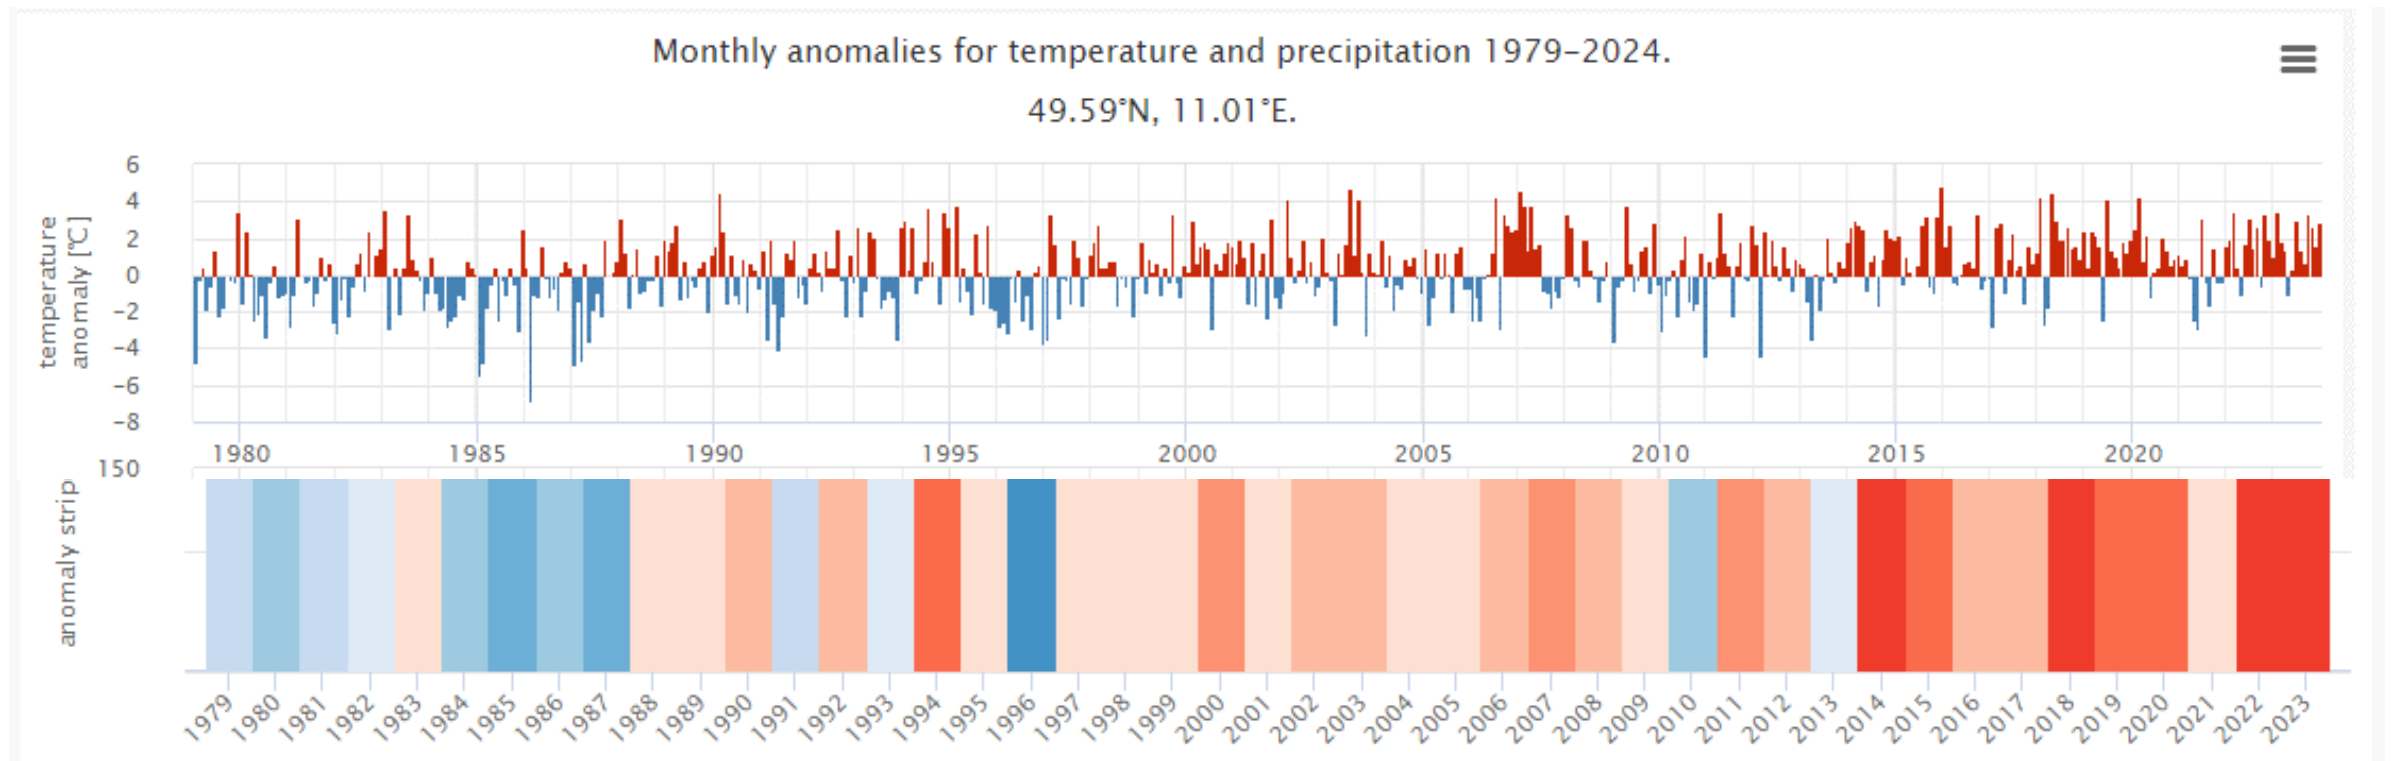 Monthly anomalies for temperature and precipitation 1979–2024.
49.59°N, 11.01°E.
temperature
anomaly [℃]
6
4
2
0
−2
−4
−6
−8
1980 1985 1990 1995 2000 2005 2010 2015 2020
150
anomaly strip
1979 1980 1981 1982 1983 1984 1985 1986 1987 1988 1989 1990 1991 1992 1993 1994 1995 1996 1997 1998 1999 2000 2001 2002 2003 2004 2005 2006 2007 2008 2009 2010 2011 2012 2013 2014 2015 2016 2017 2018 2019 2020 2021 2022 2023